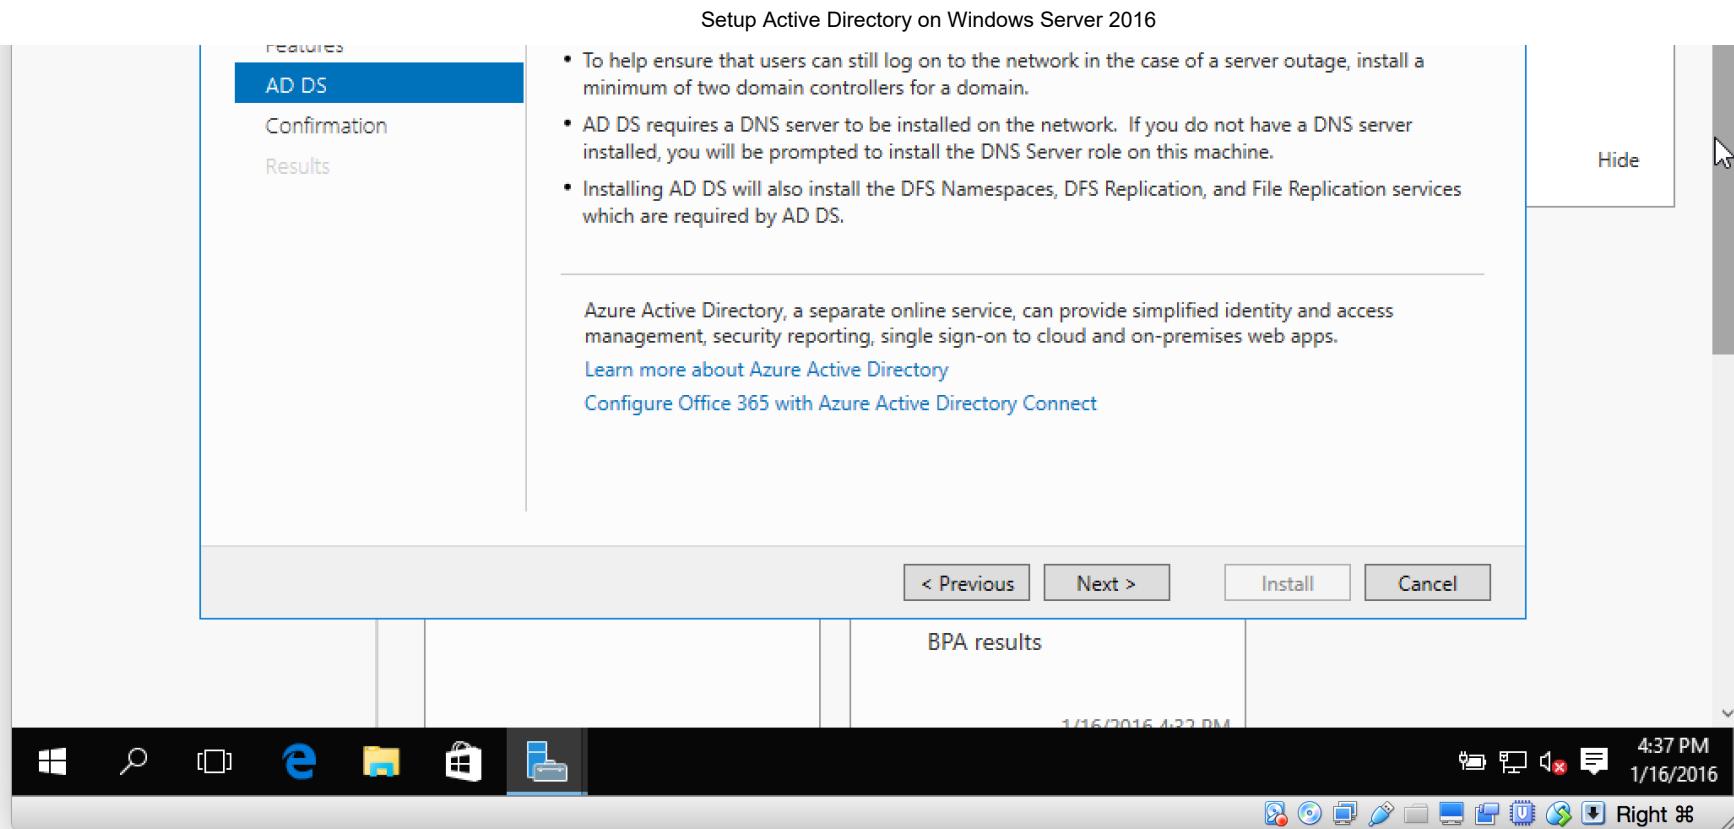 Setup Active Directory on Windows Server 2016
Features
AD DS
Confirmation
Results
• To help ensure that users can still log on to the network in the case of a server outage, install a
minimum of two domain controllers for a domain.
• AD DS requires a DNS server to be installed on the network.  If you do not have a DNS server
installed, you will be prompted to install the DNS Server role on this machine.
• Installing AD DS will also install the DFS Namespaces, DFS Replication, and File Replication services
which are required by AD DS.
Azure Active Directory, a separate online service, can provide simplified identity and access
management, security reporting, single sign-on to cloud and on-premises web apps.
Learn more about Azure Active Directory
Configure Office 365 with Azure Active Directory Connect
Hide
< Previous
Next >
Install
Cancel
BPA results
1/16/2016 4:32 PM
4:37 PM
1/16/2016
Right ⌘